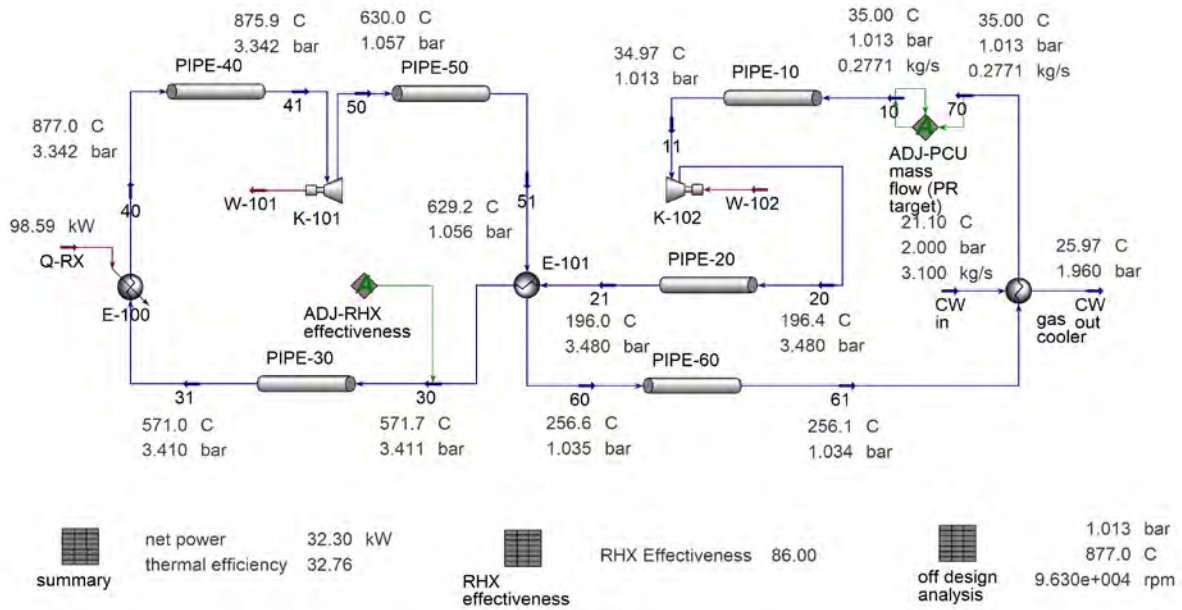 875.9 C
3.342 bar
630.0 C
1.057 bar
34.97 C
1.013 bar
35.00 C
1.013 bar
0.2771 kg/s
35.00 C
1.013 bar
0.2771 kg/s
PIPE-40
PIPE-50
PIPE-10
41
50
10
70
11
877.0 C
3.342 bar
40
W-101
K-101
51
K-102
W-102
ADJ-PCU
mass
flow (PR
target)
98.59 kW
Q-RX
E-100
629.2 C
1.056 bar
E-101
21.10 C
2.000 bar
3.100 kg/s
25.97 C
1.960 bar
ADJ-RHX
effectiveness
PIPE-20
21
20
CW
in
gas
cooler
CW
out
196.0 C
3.480 bar
196.4 C
3.480 bar
PIPE-30
PIPE-60
31
30
60
61
571.0 C
3.410 bar
571.7 C
3.411 bar
256.6 C
1.035 bar
256.1 C
1.034 bar
summary
net power 32.30 kW
thermal efficiency 32.76
RHX
effectiveness
RHX Effectiveness 86.00
off design
analysis
1.013 bar
877.0 C
9.630e+004 rpm
A
A